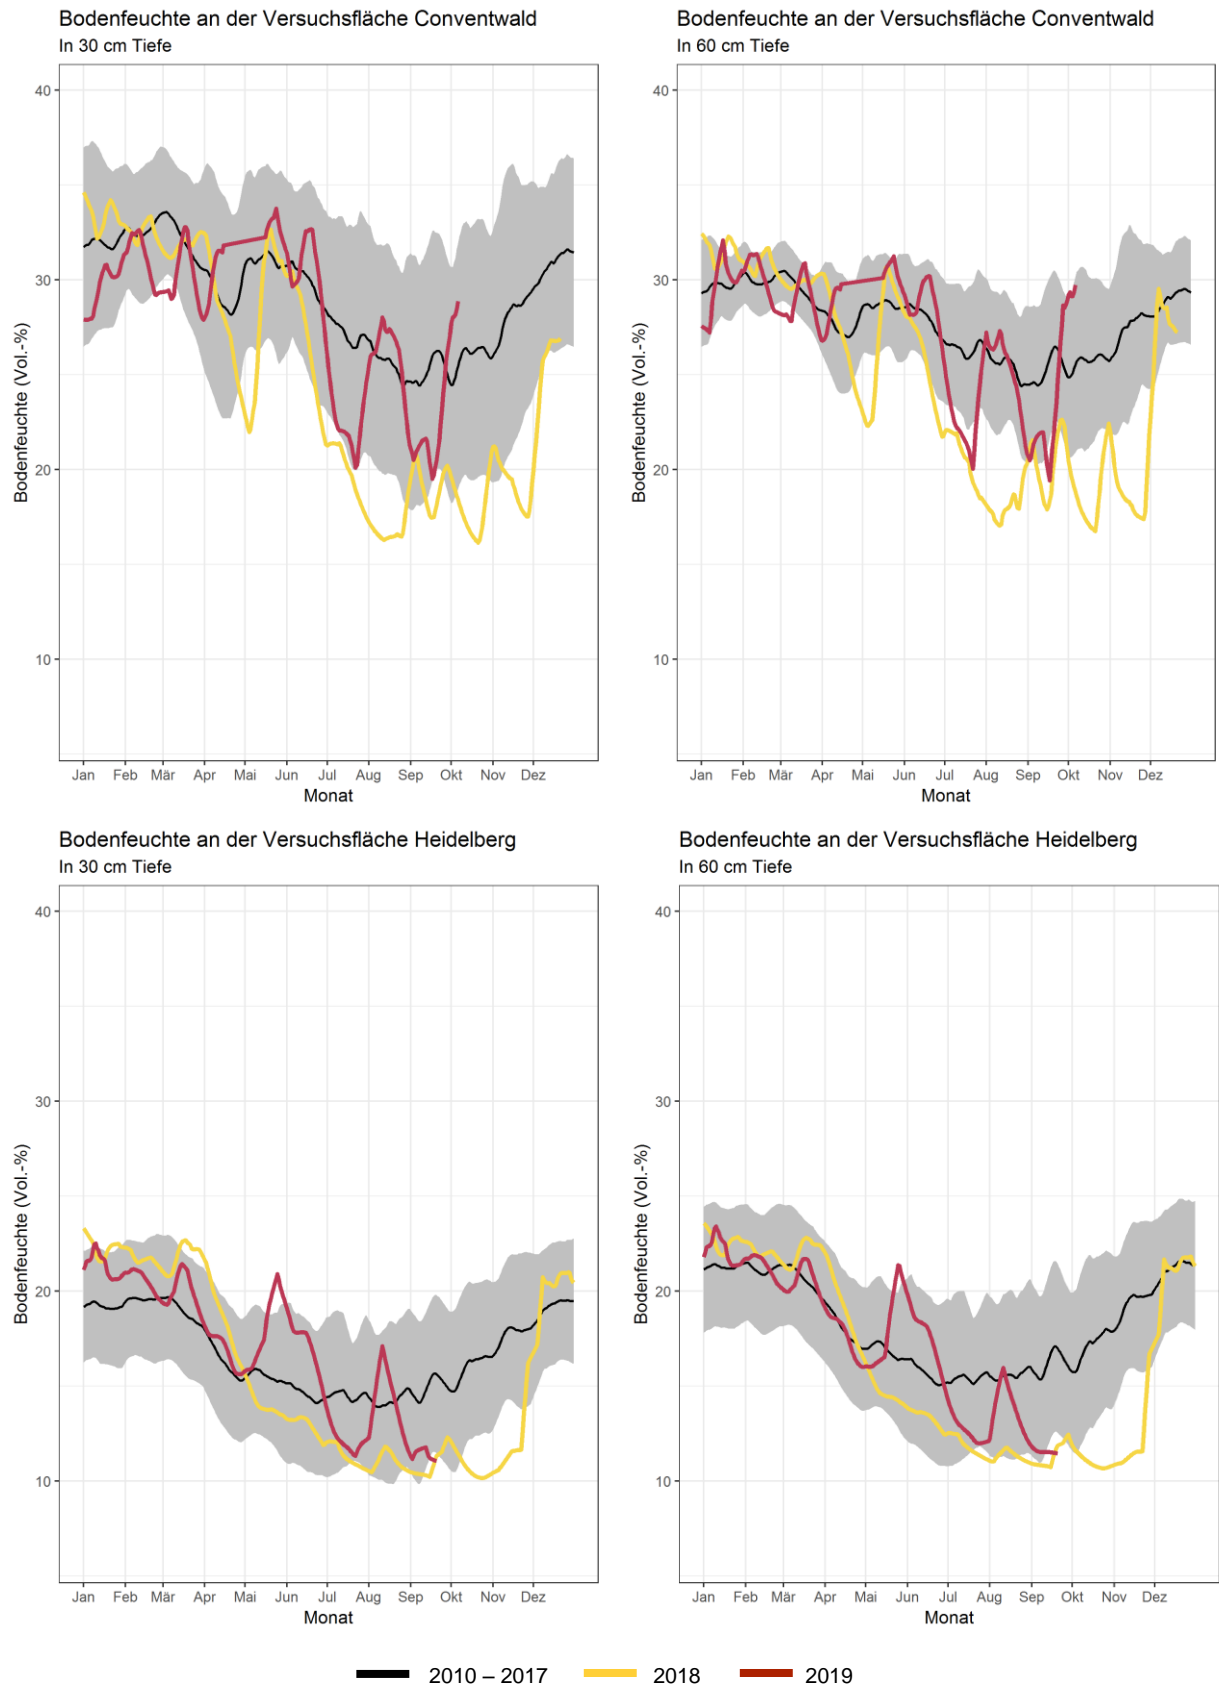 Bodenfeuchte an der Versuchsfläche Conventwald
In 30 cm Tiefe
40
30
20
10
Bodenfeuchte (Vol.-%)
Jan Feb Mär Apr Mai Jun Jul Aug Sep Okt Nov Dez
Monat
Bodenfeuchte an der Versuchsfläche Conventwald
In 60 cm Tiefe
40
30
20
10
Bodenfeuchte (Vol.-%)
Jan Feb Mär Apr Mai Jun Jul Aug Sep Okt Nov Dez
Monat
Bodenfeuchte an der Versuchsfläche Heidelberg
In 30 cm Tiefe
40
30
20
10
Bodenfeuchte (Vol.-%)
Jan Feb Mär Apr Mai Jun Jul Aug Sep Okt Nov Dez
Monat
Bodenfeuchte an der Versuchsfläche Heidelberg
In 60 cm Tiefe
40
30
20
10
Bodenfeuchte (Vol.-%)
Jan Feb Mär Apr Mai Jun Jul Aug Sep Okt Nov Dez
Monat
2010 – 2017 2018 2019